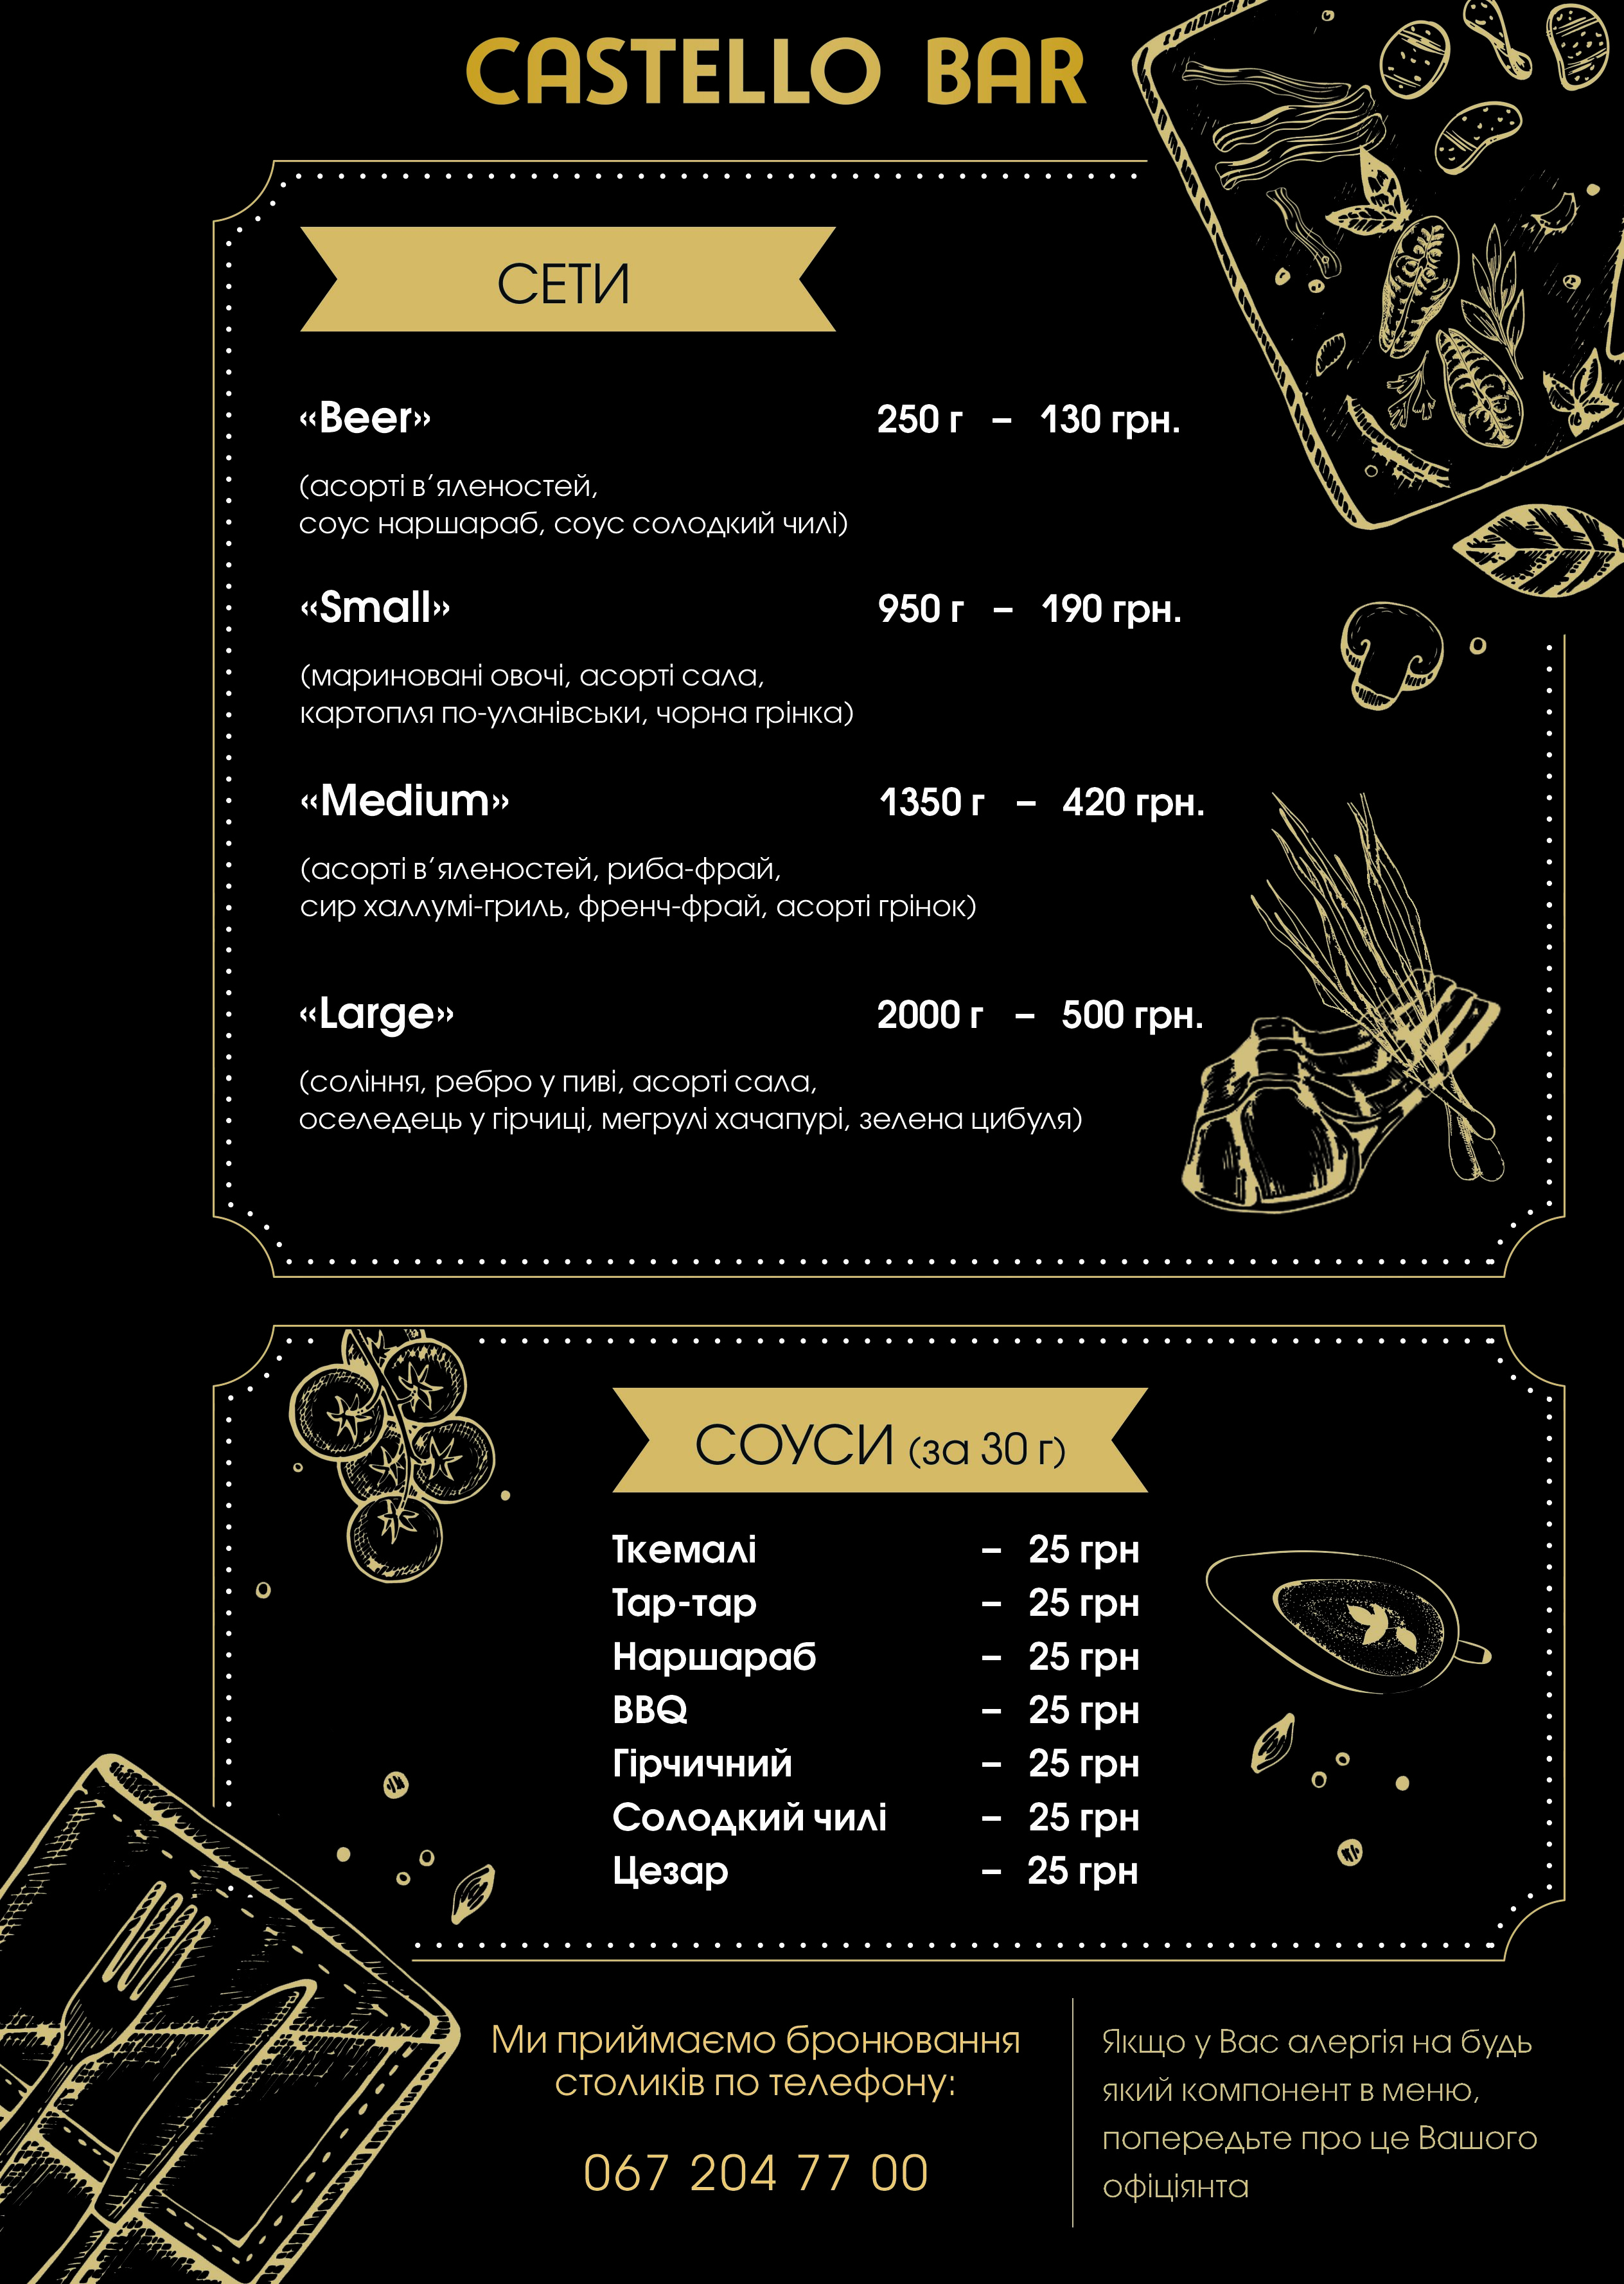 CASTELLO BAR
СЕТИ
«Beer» 250 г – 130 грн.
(асорті в’яленостей,
соус наршараб, соус солодкий чилі)
«Small» 950 г – 190 грн.
(мариновані овочі, асорті сала,
картопля по-уланівськи, чорна грінка)
«Medium» 1350 г – 420 грн.
(асорті в’яленостей, риба-фрай,
сир халлумі-гриль, френч-фрай, асорті грінок)
«Large» 2000 г – 500 грн.
(соління, ребро у пиві, асорті сала,
оселедець у гірчиці, мегрулі хачапурі, зелена цибуля)
СОУСИ (за 30 г)
Ткемалі – 25 грн
Тар-тар – 25 грн
Наршараб – 25 грн
BBQ – 25 грн
Гірчичний – 25 грн
Солодкий чилі – 25 грн
Цезар – 25 грн
Ми приймаємо бронювання
столиків по телефону:
067 204 77 00
Якщо у Вас алергія на будь
який компонент в меню,
попередьте про це Вашого
офіціянта